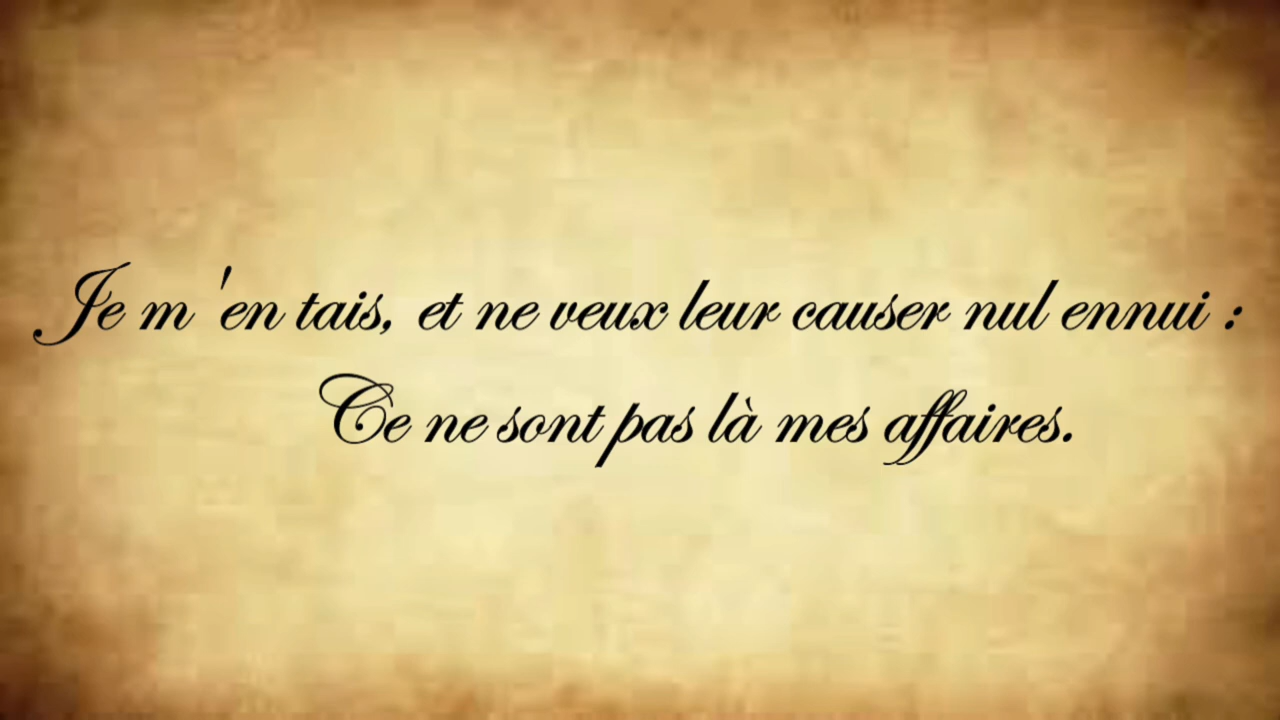 Je m 'en tais, et ne veux leur causer nul ennui :
Ce ne sont pas là mes affaires.